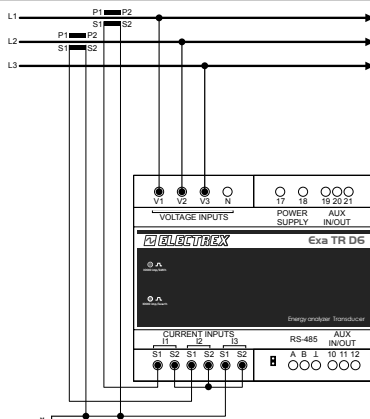 L1 P1 P2
S1 S2
L2 P1 P2
S1 S2
L3
V1 V2 V3 N 17 18 19 20 21
VOLTAGE INPUTS POWER SUPPLY AUX IN/OUT
ELECTREX Exa TR D6
Energy analyzer Transducer
CURRENT INPUTS
I1 I2 I3 RS-485 AUX IN/OUT
S1 S2 S1 S2 S1 S2 A B ⊥ 10 11 12